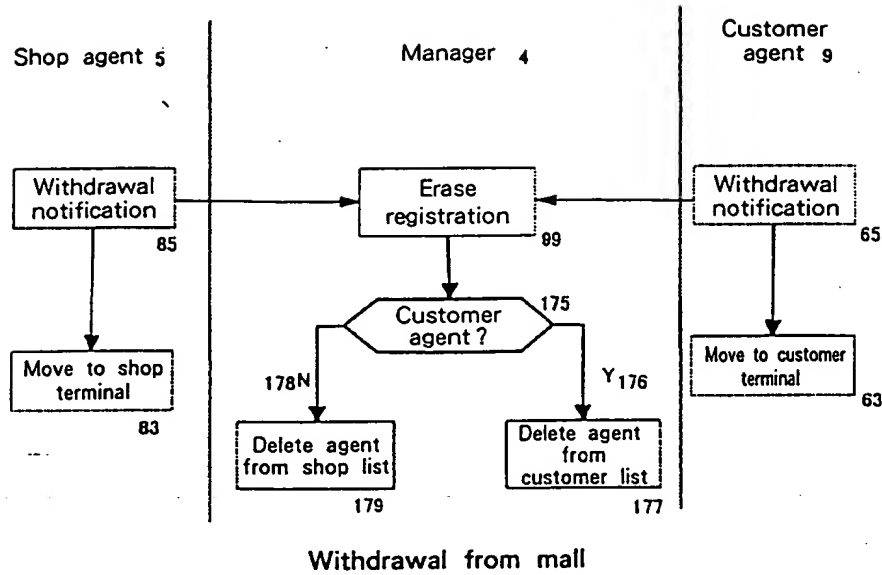 Shop agent 5
Manager 4
Customer
agent 9
Withdrawal
notification
85
Erase
registration
99
Withdrawal
notification
65
Customer
agent ?
175
Move to shop
terminal
83
178 N
Y 176
Move to customer
terminal
63
Delete agent
from shop list
179
Delete agent
from
customer list
177
Withdrawal from mall